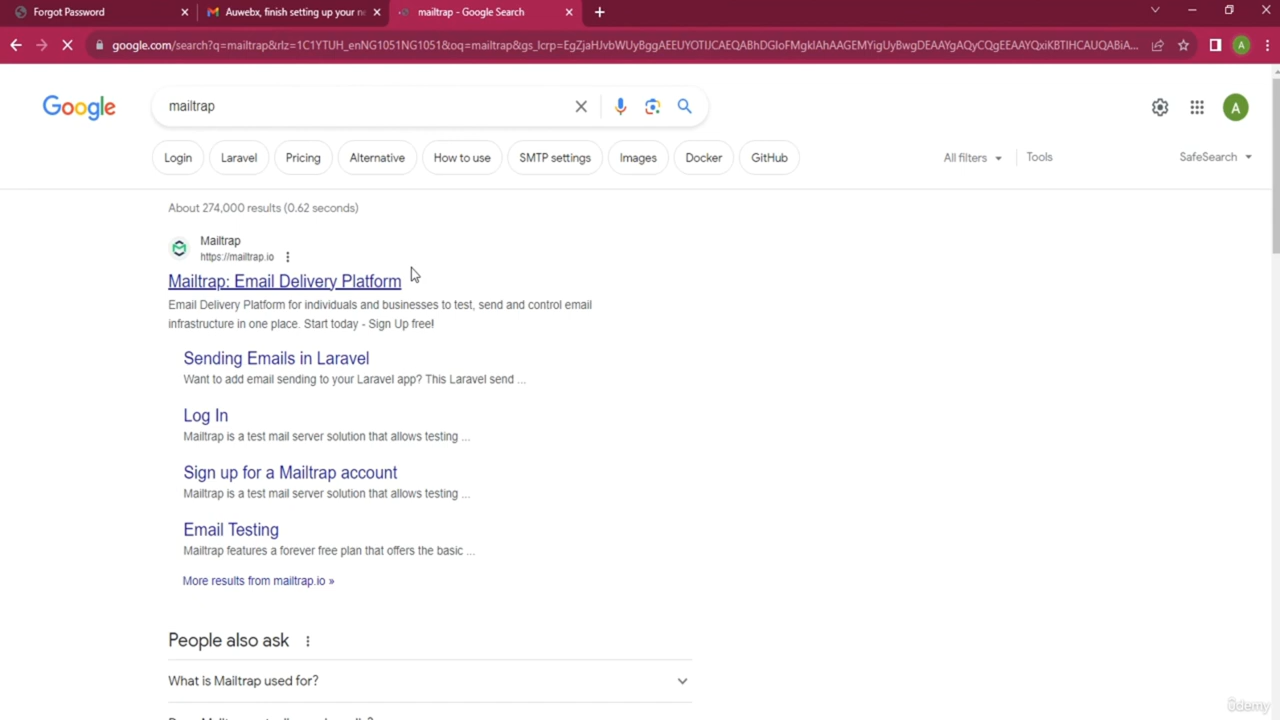 Forgot Password
Auwebx, finish setting up your ne
mailtrap - Google Search
google.com/search?q=mailtrap&rlz=1C1YTUH_enNG1051NG1051&oq=mailtrap&gs_lcrp=EgZjaHJvbWUyBggAEEUYOTIJCAEQABhDGIoFMgkIAhAAGEMYigUyBwgDEAAYgAQyCQgEEAAYQxiKBTIHCAUQABiA...
A
Google
mailtrap
A
Login
Laravel
Pricing
Alternative
How to use
SMTP settings
Images
Docker
GitHub
All filters
Tools
SafeSearch
About 274,000 results (0.62 seconds)
Mailtrap
https://mailtrap.io
Mailtrap: Email Delivery Platform
Email Delivery Platform for individuals and businesses to test, send and control email
infrastructure in one place. Start today - Sign Up free!
Sending Emails in Laravel
Want to add email sending to your Laravel app? This Laravel send ...
Log In
Mailtrap is a test mail server solution that allows testing ...
Sign up for a Mailtrap account
Mailtrap is a test mail server solution that allows testing ...
Email Testing
Mailtrap features a forever free plan that offers the basic ...
More results from mailtrap.io »
People also ask
What is Mailtrap used for?
ûdemy